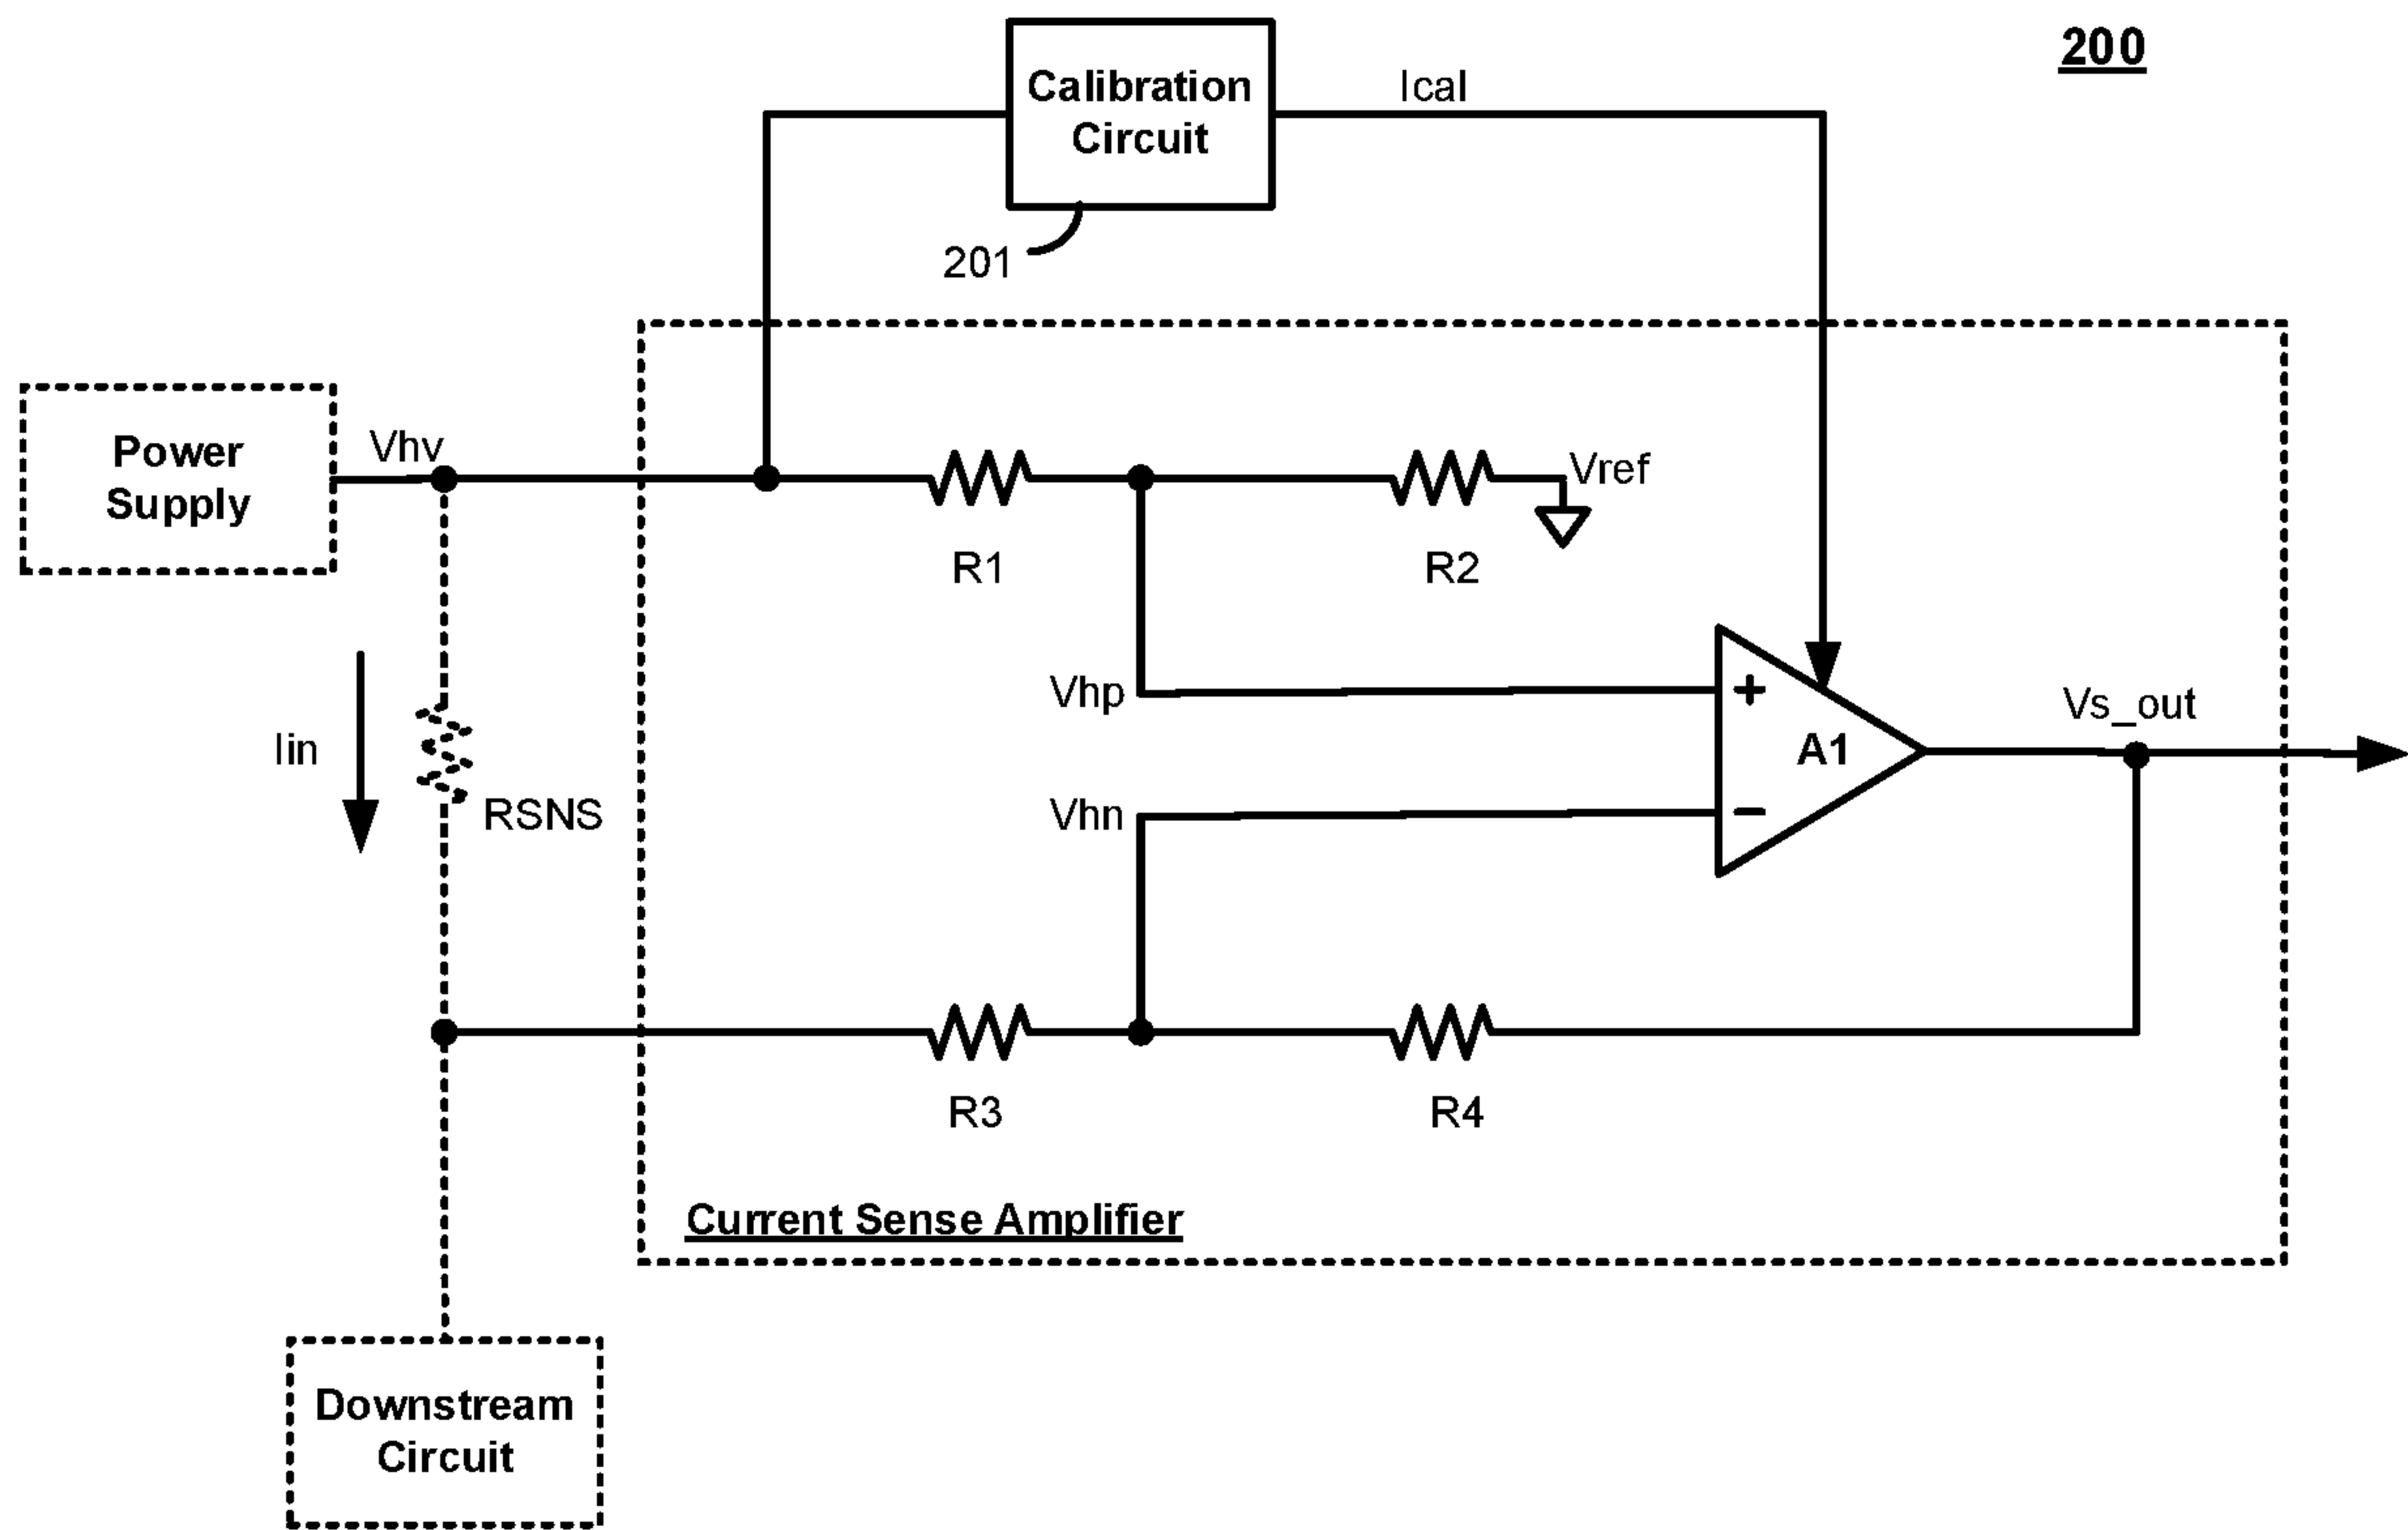 200
Calibration
Circuit
Ical
201
Power
Supply
Vhv
Vref
R1
R2
Iin
RSNS
Vhp
Vhn
+
−
A1
Vs_out
R3
R4
Current Sense Amplifier
Downstream
Circuit